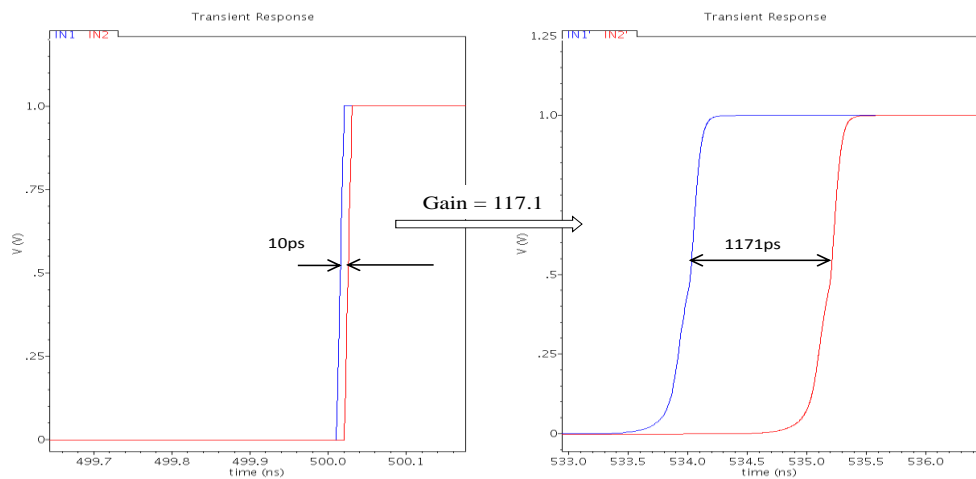 Transient Response
IN1 IN2
1.0
.75
.5
.25
0
V (V)
10ps
499.7 499.8 499.9 500.0 500.1
time (ns)
Gain = 117.1
Transient Response
IN1' IN2'
1.25
1.0
.75
.5
.25
0
V (V)
1171ps
533.0 533.5 534.0 534.5 535.0 535.5 536.0
time (ns)